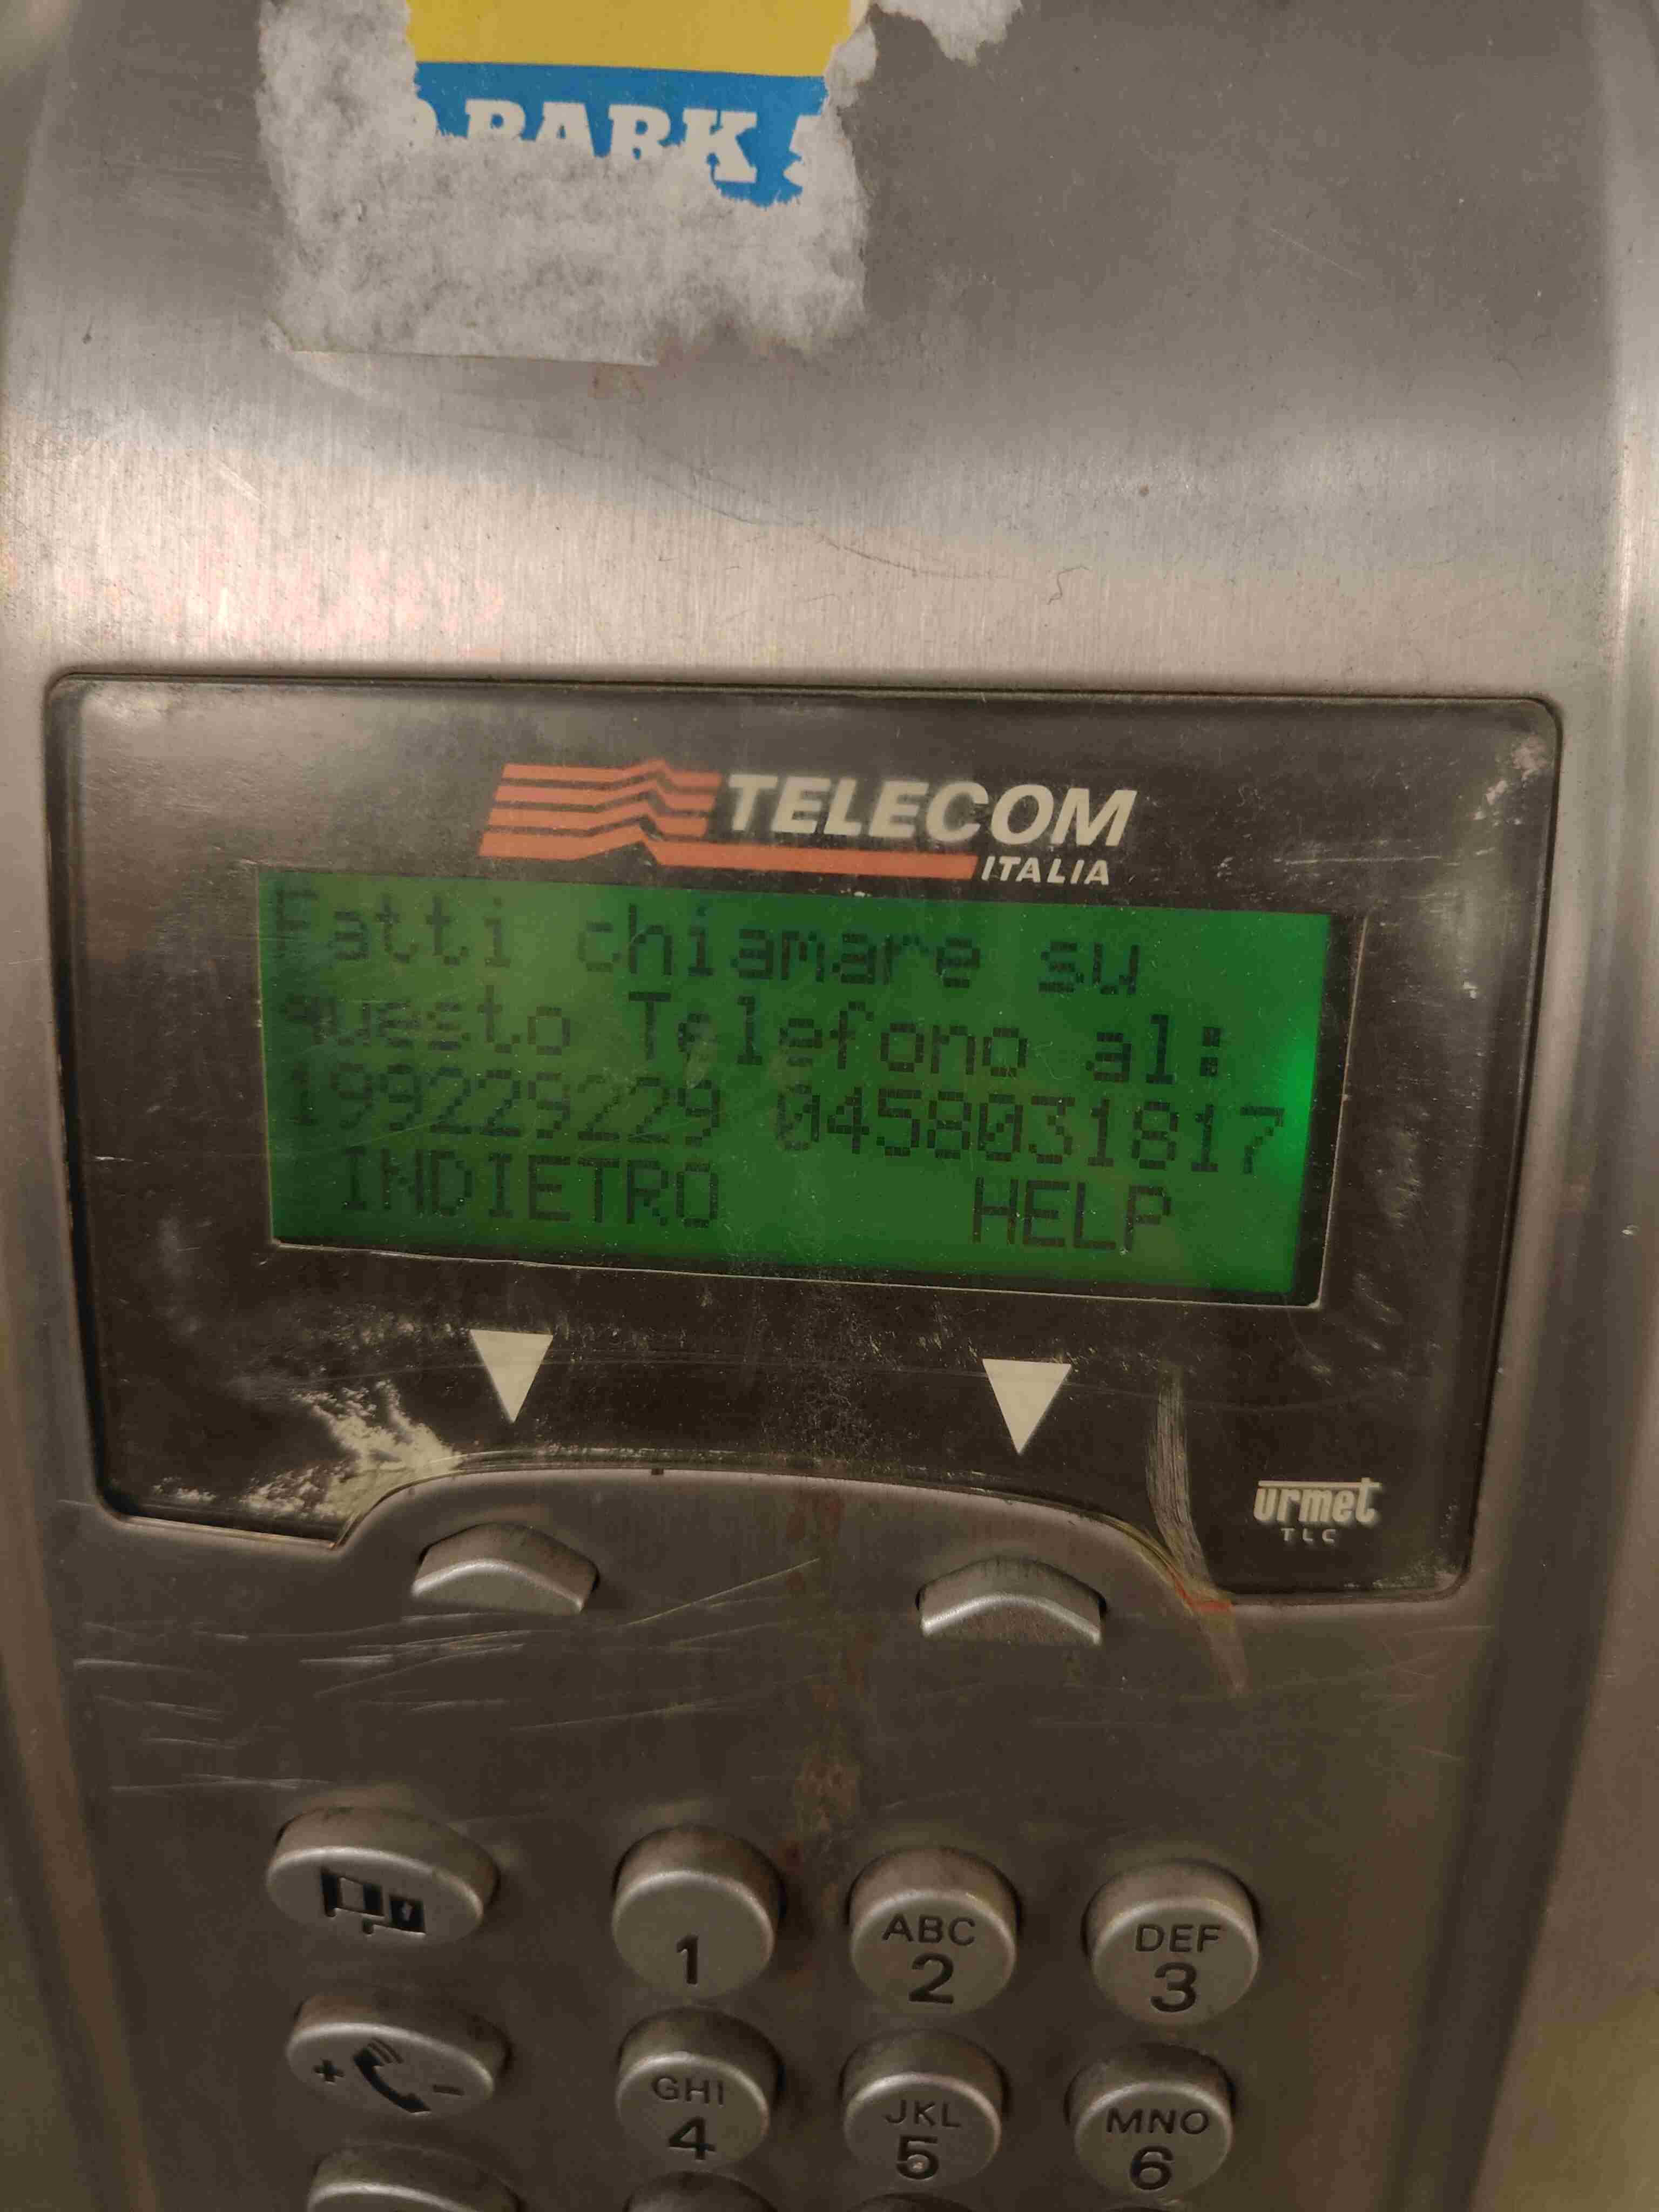 PARK
TELECOM
ITALIA
Fatti chiamare su
questo Telefono al:
199229229 0458031817
INDIETRO HELP
urmet
TLC
1
ABC
2
DEF
3
+ -
GHI
4
JKL
5
MNO
6